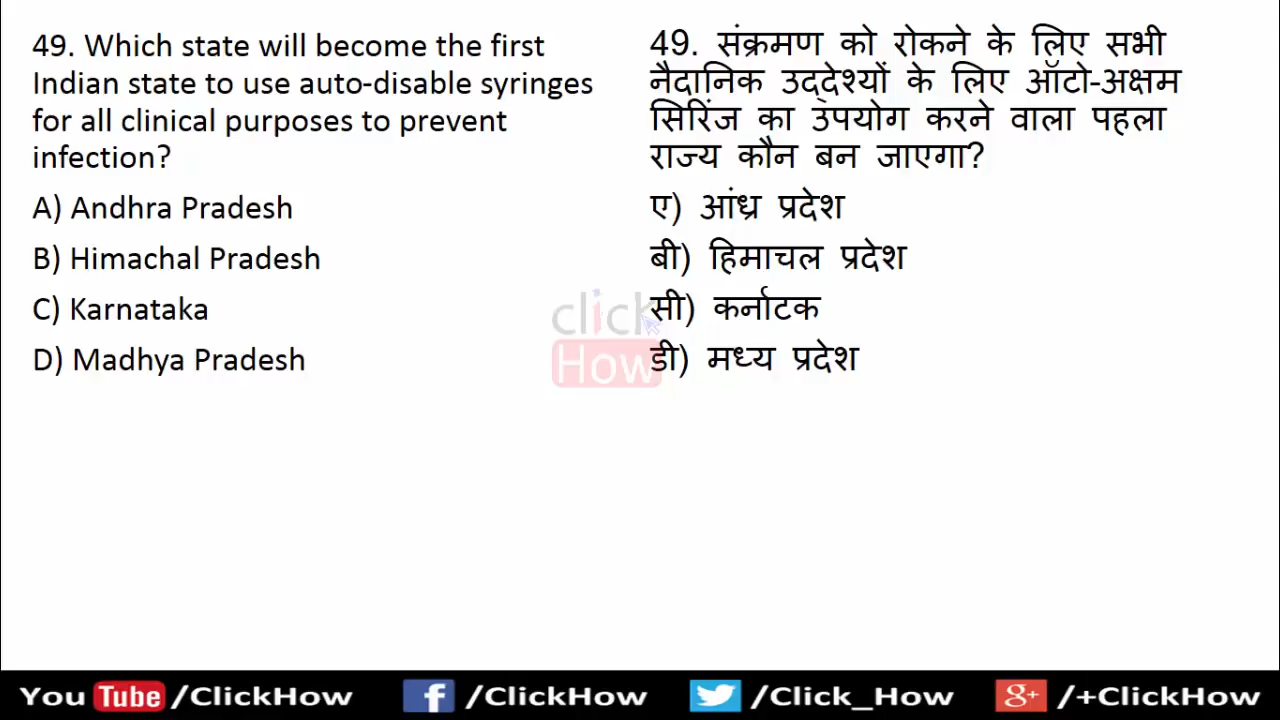 49. Which state will become the first
Indian state to use auto-disable syringes
for all clinical purposes to prevent
infection?
A) Andhra Pradesh
B) Himachal Pradesh
C) Karnataka
D) Madhya Pradesh
49. संक्रमण को रोकने के लिए सभी
नैदानिक उद्देश्यों के लिए ऑटो-अक्षम
सिरिंज का उपयोग करने वाला पहला
राज्य कौन बन जाएगा?
ए) आंध्र प्रदेश
बी) हिमाचल प्रदेश
सी) कर्नाटक
डी) मध्य प्रदेश
click
How
You Tube /ClickHow f /ClickHow /Click_How g+ /+ClickHow